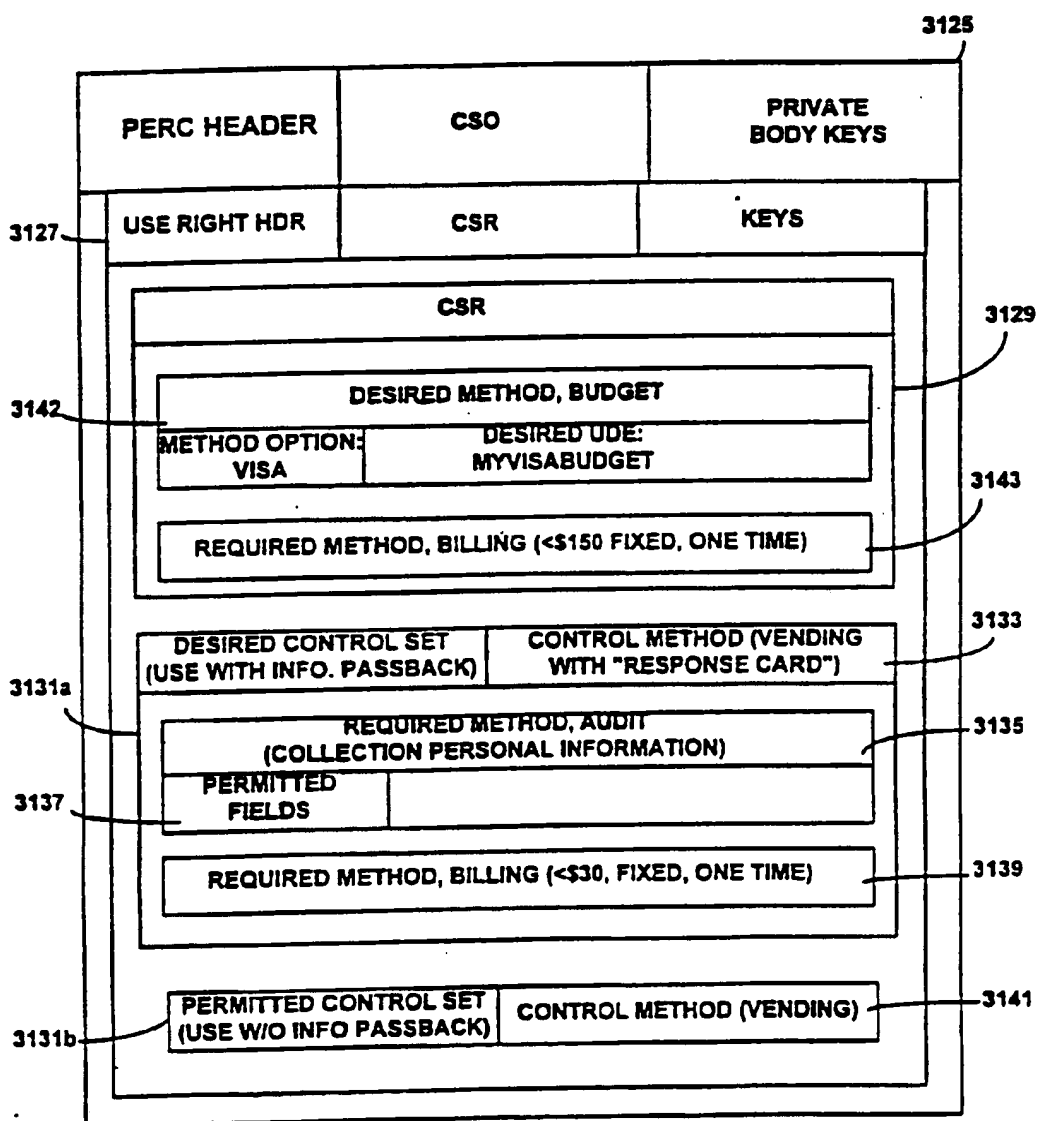 3125
PERC HEADER
CSO
PRIVATE
BODY KEYS
3127
USE RIGHT HDR
CSR
KEYS
CSR
3129
DESIRED METHOD, BUDGET
3142
METHOD OPTION:
VISA
DESIRED UDE:
MYVISABUDGET
3143
REQUIRED METHOD, BILLING (<$150 FIXED, ONE TIME)
DESIRED CONTROL SET
(USE WITH INFO. PASSBACK)
CONTROL METHOD (VENDING
WITH "RESPONSE CARD")
3133
3131a
REQUIRED METHOD, AUDIT
(COLLECTION PERSONAL INFORMATION)
3135
3137
PERMITTED
FIELDS
REQUIRED METHOD, BILLING (<$30, FIXED, ONE TIME)
3139
PERMITTED CONTROL SET
(USE W/O INFO PASSBACK)
CONTROL METHOD (VENDING)
3141
3131b